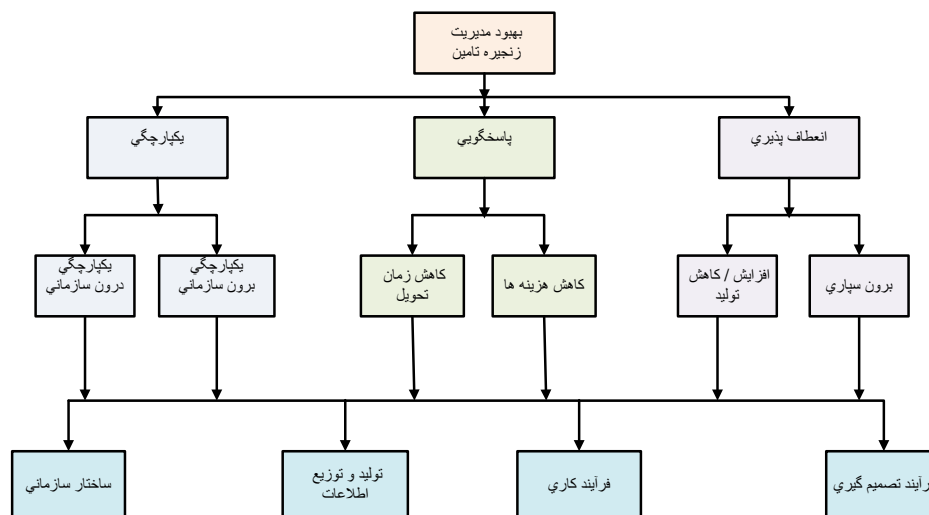 بهبود مديريت
زنجيره تامين
انعطاف پذيري
پاسخگويي
يكپارچگي
برون سپاري
افزايش / كاهش
توليد
كاهش هزينه ها
كاهش زمان
تحويل
يكپارچگي
برون سازماني
يكپارچگي
درون سازماني
فرآيند تصميم گيري
فرآيند كاري
توليد و توزيع
اطلاعات
ساختار سازماني